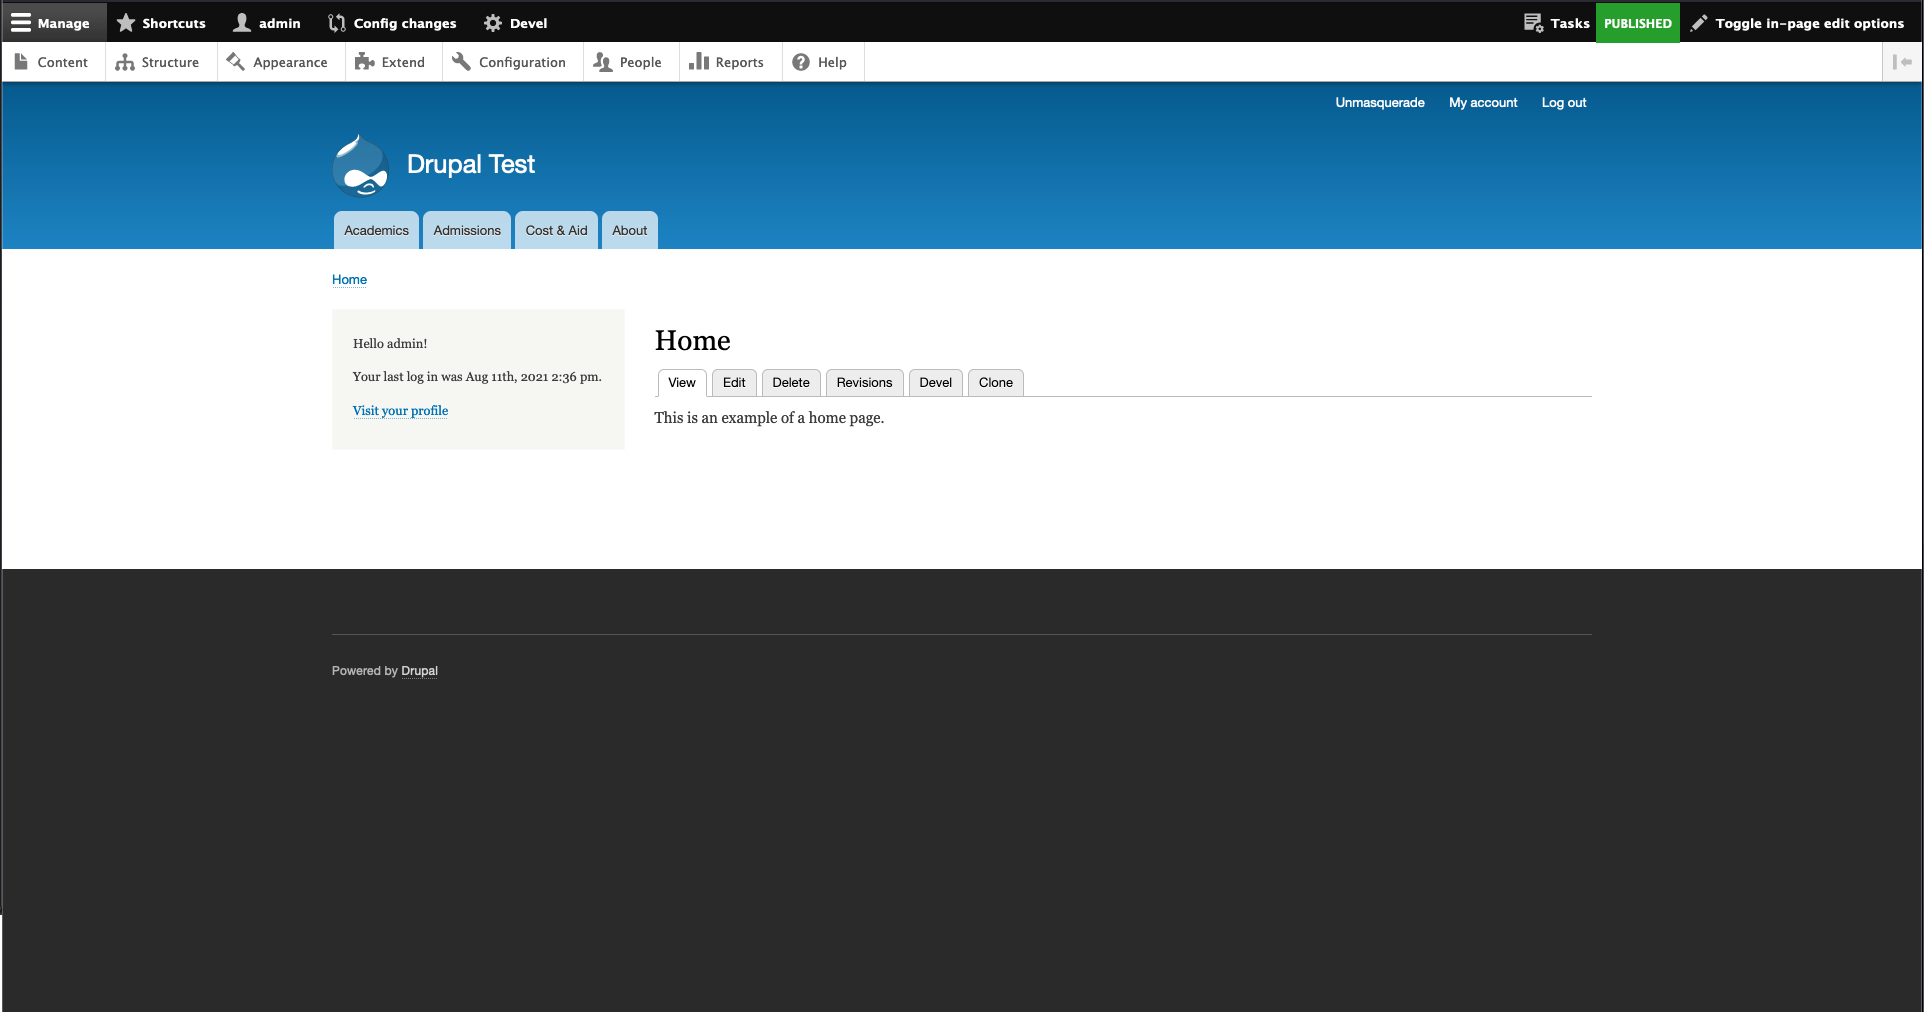 Manage Shortcuts admin Config changes Devel Tasks PUBLISHED Toggle in-page edit options
Content Structure Appearance Extend Configuration People Reports Help
Unmasquerade My account Log out
Drupal Test
Academics Admissions Cost & Aid About
Home
Hello admin!
Your last log in was Aug 11th, 2021 2:36 pm.
Visit your profile
Home
View Edit Delete Revisions Devel Clone
This is an example of a home page.
Powered by Drupal